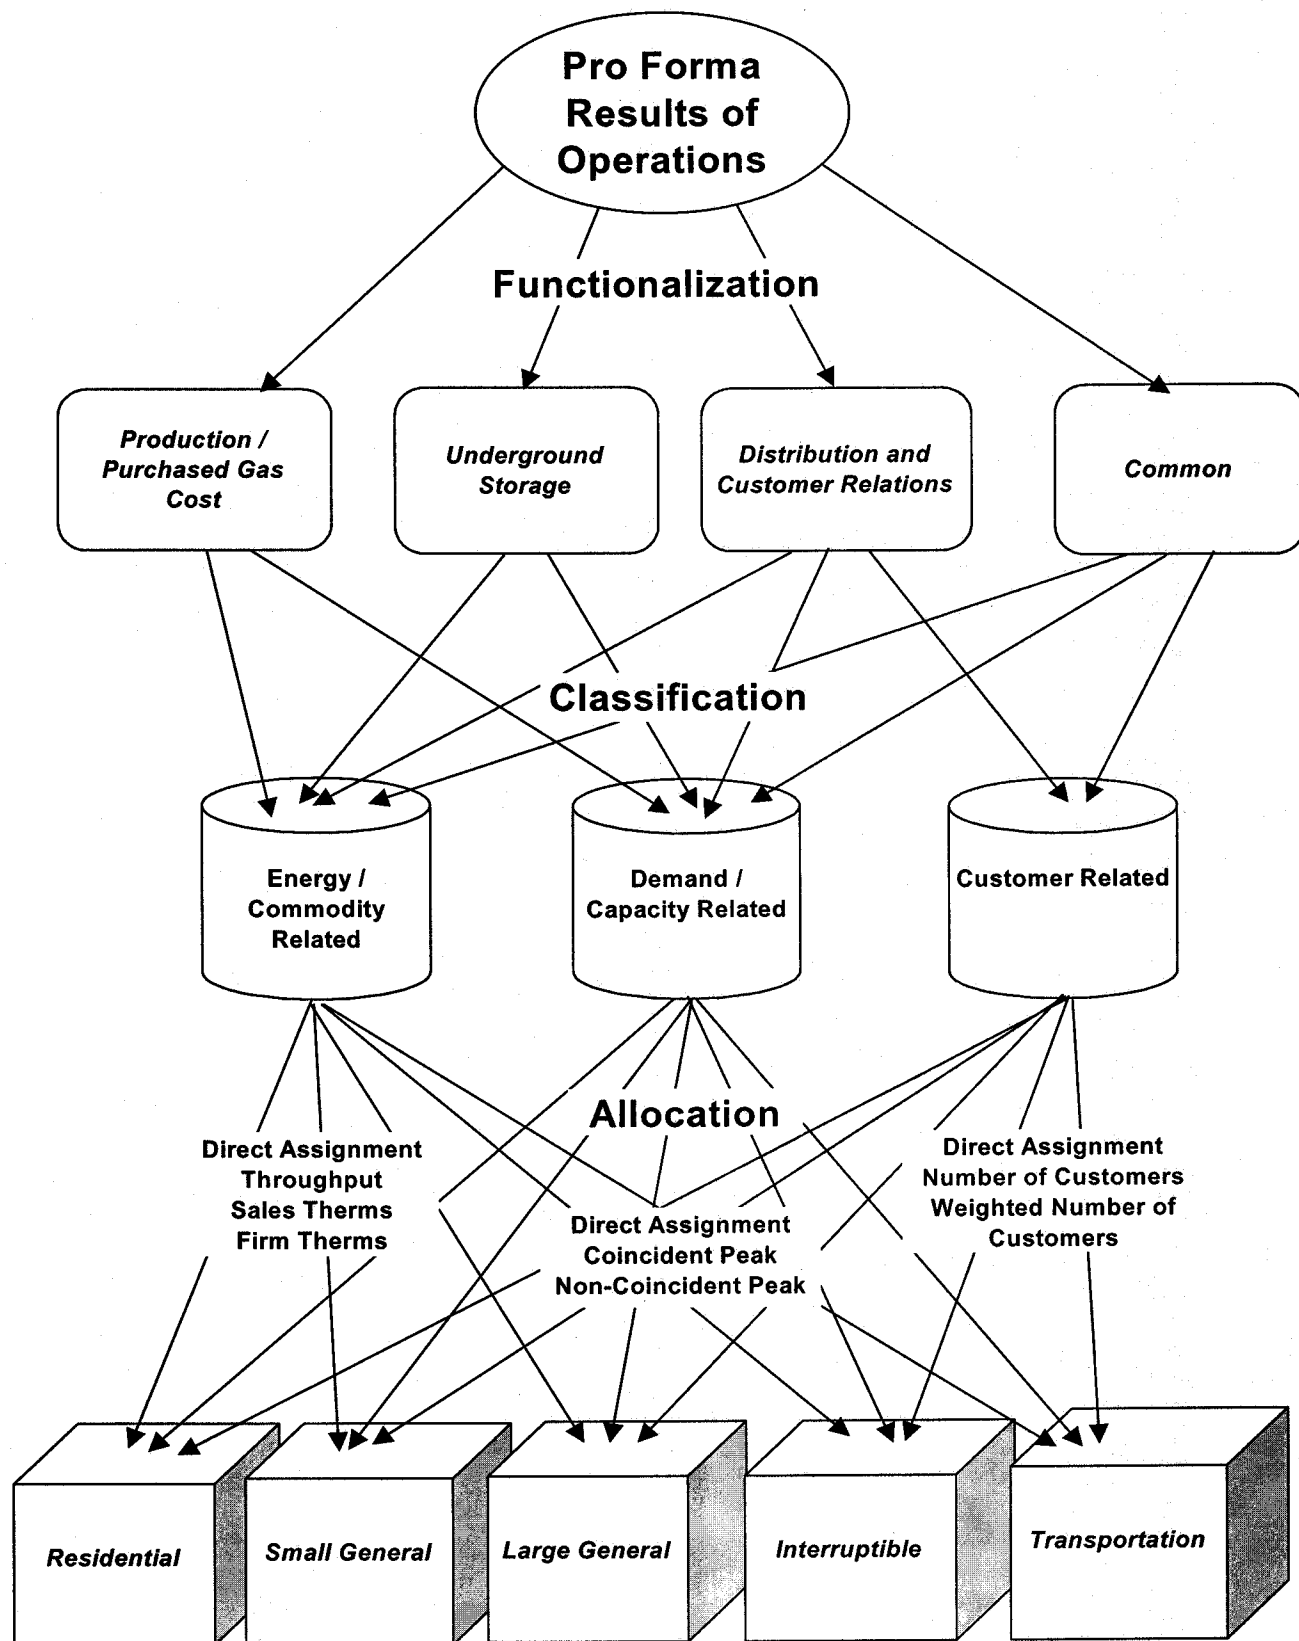 Pro Forma
Results of
Operations
Functionalization
Production /
Purchased Gas
Cost
Underground
Storage
Distribution and
Customer Relations
Common
Classification
Energy /
Commodity
Related
Demand /
Capacity Related
Customer Related
Allocation
Direct Assignment
Throughput
Sales Therms
Firm Therms
Direct Assignment
Coincident Peak
Non-Coincident Peak
Direct Assignment
Number of Customers
Weighted Number of
Customers
Residential
Small General
Large General
Interruptible
Transportation